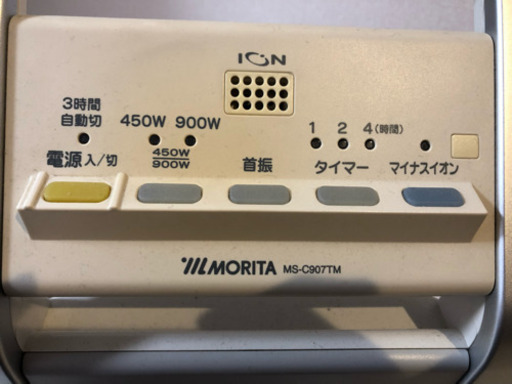 ION
3時間
自動切
450W 900W
1 2 4(時間)
電源入/切
450W
900W
首振
タイマー
マイナスイオン
MORITA MS-C907TM